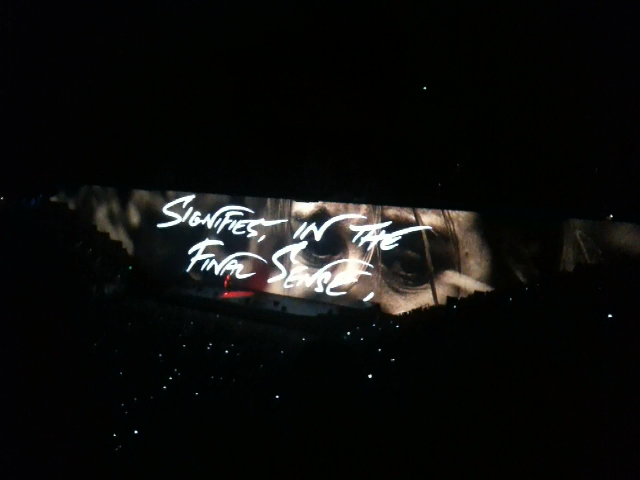 Signifies, in the
Final Sense,